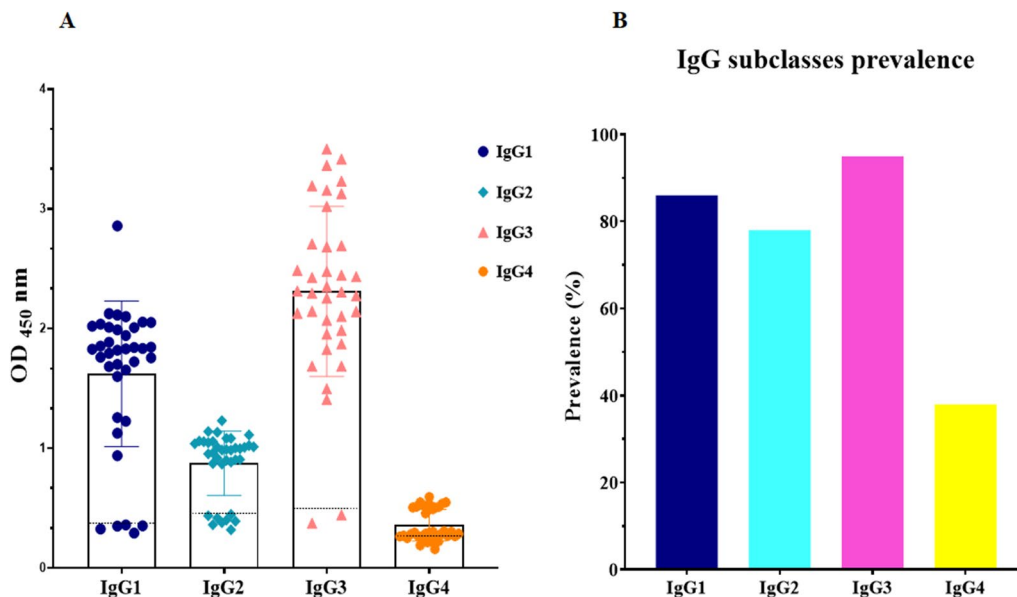 A
OD 450 nm
4
3
2
1
0
IgG1
IgG2
IgG3
IgG4
IgG1
IgG2
IgG3
IgG4
B
IgG subclasses prevalence
Prevalence (%)
100
80
60
40
20
0
IgG1
IgG2
IgG3
IgG4